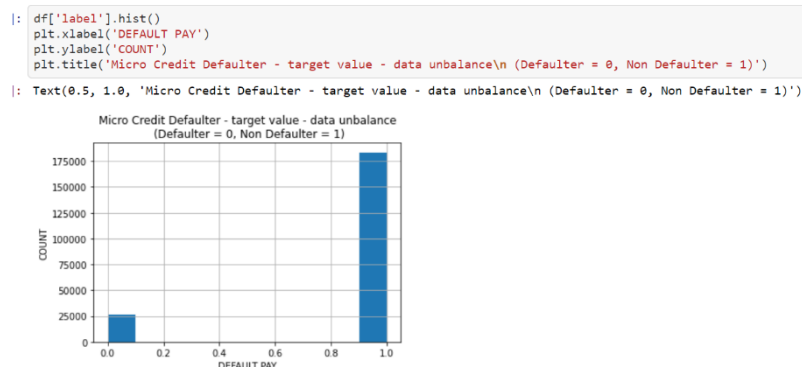 |: df['label'].hist()
plt.xlabel('DEFAULT PAY')
plt.ylabel('COUNT')
plt.title('Micro Credit Defaulter - target value - data unbalance\n (Defaulter = 0, Non Defaulter = 1)')
|: Text(0.5, 1.0, 'Micro Credit Defaulter - target value - data unbalance\n (Defaulter = 0, Non Defaulter = 1)')
Micro Credit Defaulter - target value - data unbalance
(Defaulter = 0, Non Defaulter = 1)
175000
150000
125000
100000
75000
50000
25000
0
COUNT
0.0 0.2 0.4 0.6 0.8 1.0
DEFAULT PAY